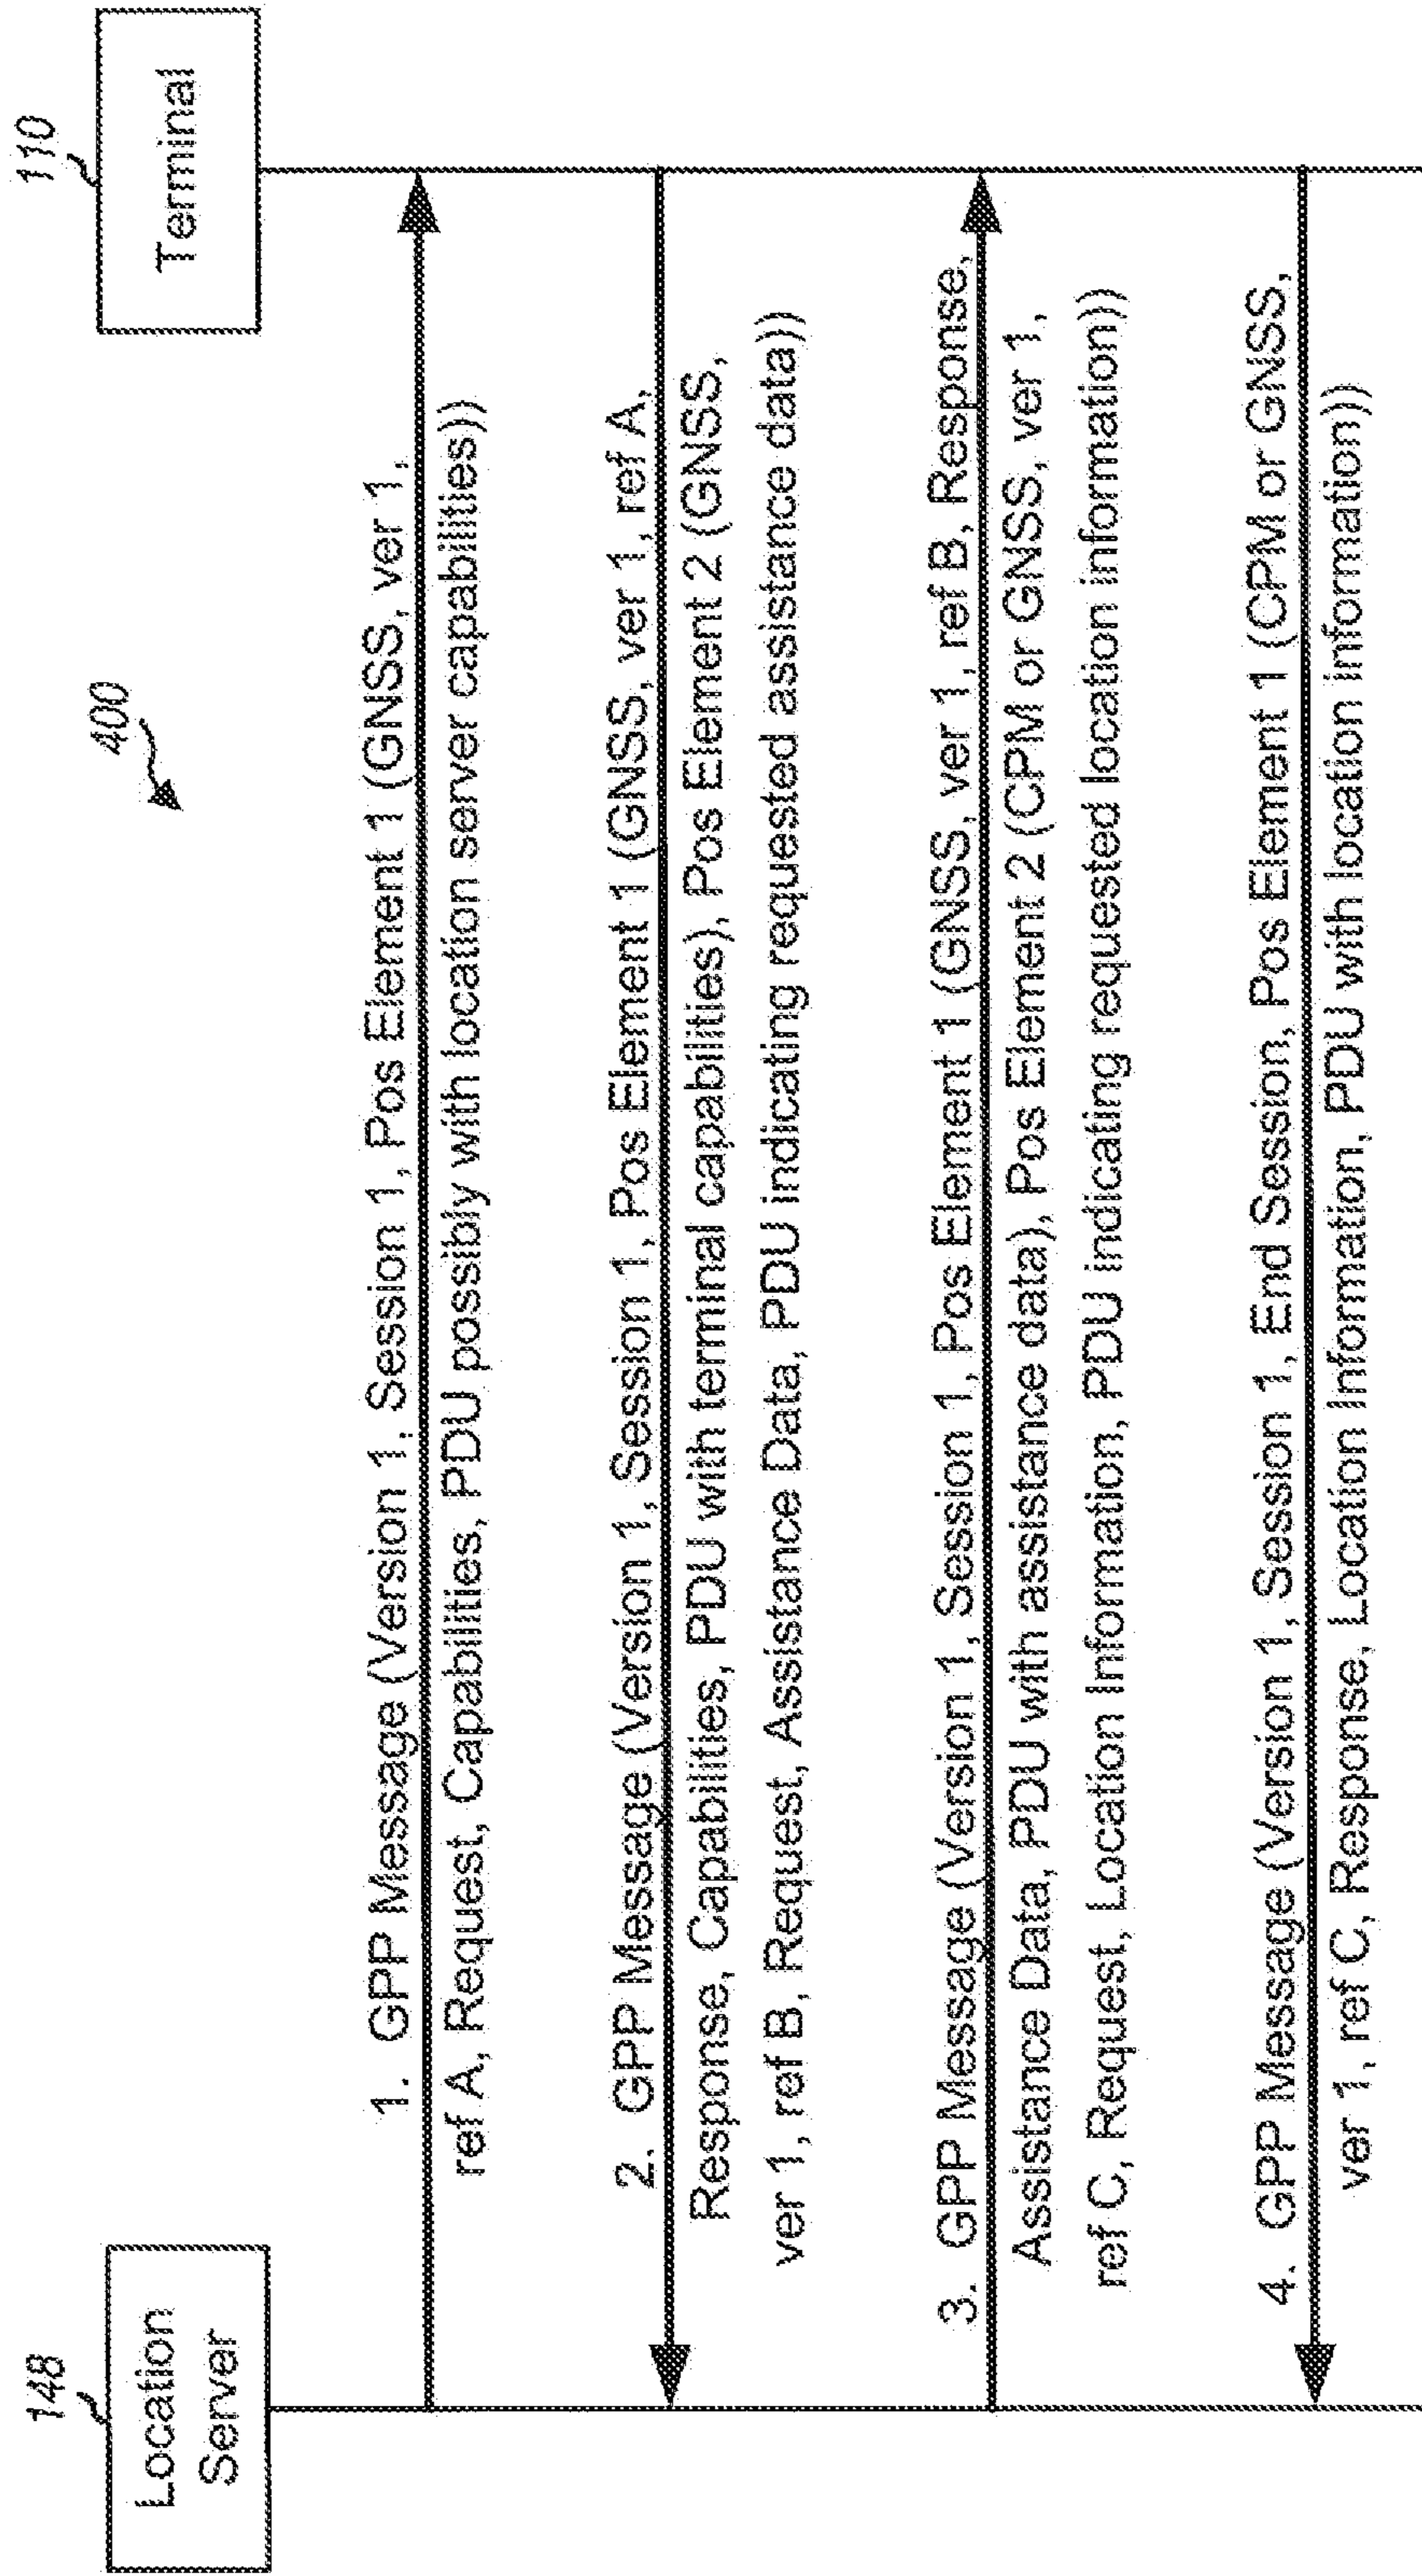 400
148
Location
Server
110
Terminal
1. GPP Message (Version 1, Session 1, Pos Element 1 (GNSS, ver 1,
ref A, Request, Capabilities, PDU possibly with location server capabilities))
2. GPP Message (Version 1, Session 1, Pos Element 1 (GNSS, ver 1, ref A,
Response, Capabilities, PDU with terminal capabilities), Pos Element 2 (GNSS,
ver 1, ref B, Request, Assistance Data, PDU indicating requested assistance data))
3. GPP Message (Version 1, Session 1, Pos Element 1 (GNSS, ver 1, ref B, Response,
Assistance Data, PDU with assistance data), Pos Element 2 (CPM or GNSS, ver 1,
ref C, Request, Location Information, PDU indicating requested location information))
4. GPP Message (Version 1, Session 1, End Session, Pos Element 1 (CPM or GNSS,
ver 1, ref C, Response, Location Information, PDU with location information))